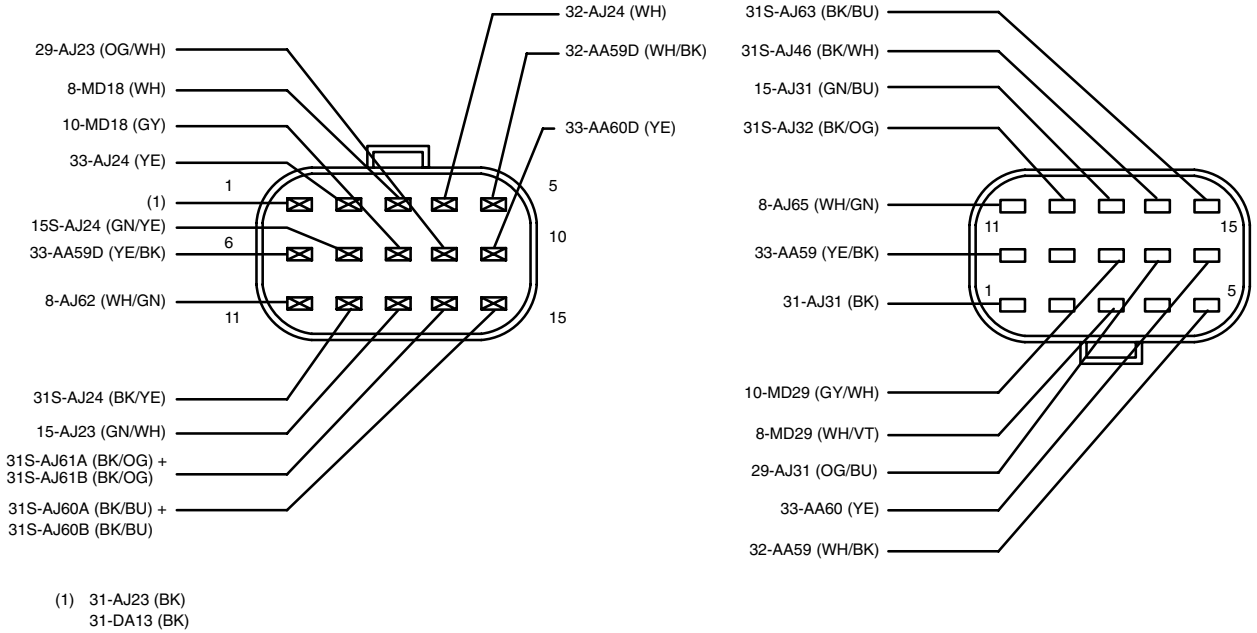 32-AJ24 (WH)
29-AJ23 (OG/WH)
32-AA59D (WH/BK)
8-MD18 (WH)
10-MD18 (GY)
33-AA60D (YE)
33-AJ24 (YE)
1
5
(1)
15S-AJ24 (GN/YE)
6
10
33-AA59D (YE/BK)
8-AJ62 (WH/GN)
11
15
31S-AJ24 (BK/YE)
15-AJ23 (GN/WH)
31S-AJ61A (BK/OG) +
31S-AJ61B (BK/OG)
31S-AJ60A (BK/BU) +
31S-AJ60B (BK/BU)
(1) 31-AJ23 (BK)
31-DA13 (BK)
31S-AJ63 (BK/BU)
31S-AJ46 (BK/WH)
15-AJ31 (GN/BU)
31S-AJ32 (BK/OG)
8-AJ65 (WH/GN)
11
15
33-AA59 (YE/BK)
1
5
31-AJ31 (BK)
10-MD29 (GY/WH)
8-MD29 (WH/VT)
29-AJ31 (OG/BU)
33-AA60 (YE)
32-AA59 (WH/BK)